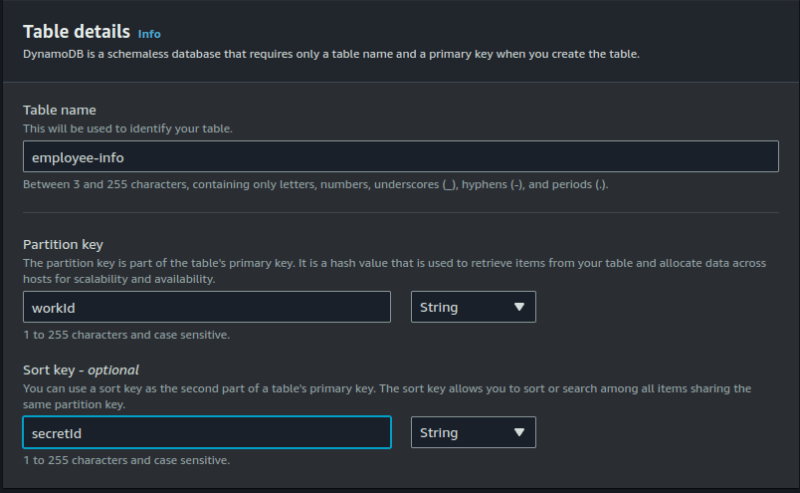 Table details Info
DynamoDB is a schemaless database that requires only a table name and a primary key when you create the table.
Table name
This will be used to identify your table.
employee-info
Between 3 and 255 characters, containing only letters, numbers, underscores (_), hyphens (-), and periods (.).
Partition key
The partition key is part of the table's primary key. It is a hash value that is used to retrieve items from your table and allocate data across
hosts for scalability and availability.
workId
String
1 to 255 characters and case sensitive.
Sort key - optional
You can use a sort key as the second part of a table's primary key. The sort key allows you to sort or search among all items sharing the
same partition key.
secretId
String
1 to 255 characters and case sensitive.